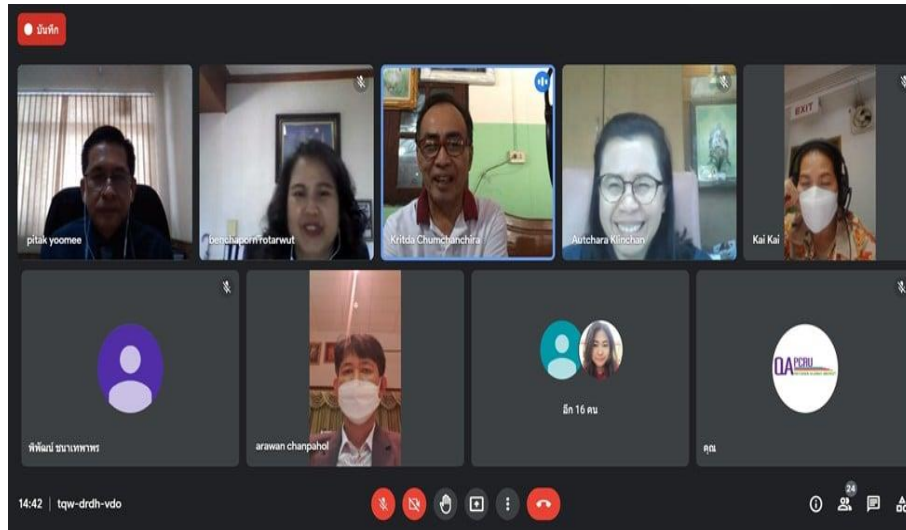 บันทึก
pitak yoomee
benchaporn rotarwut
Kritda Chumchanchira
Autchara Klinchan
EXIT
Kai Kai
พิพัฒน์ ชนาเทพาพร
arawan chanpahol
อีก 16 คน
QA PCRU
คุณ
14:42 | tqw-drdh-vdo
24